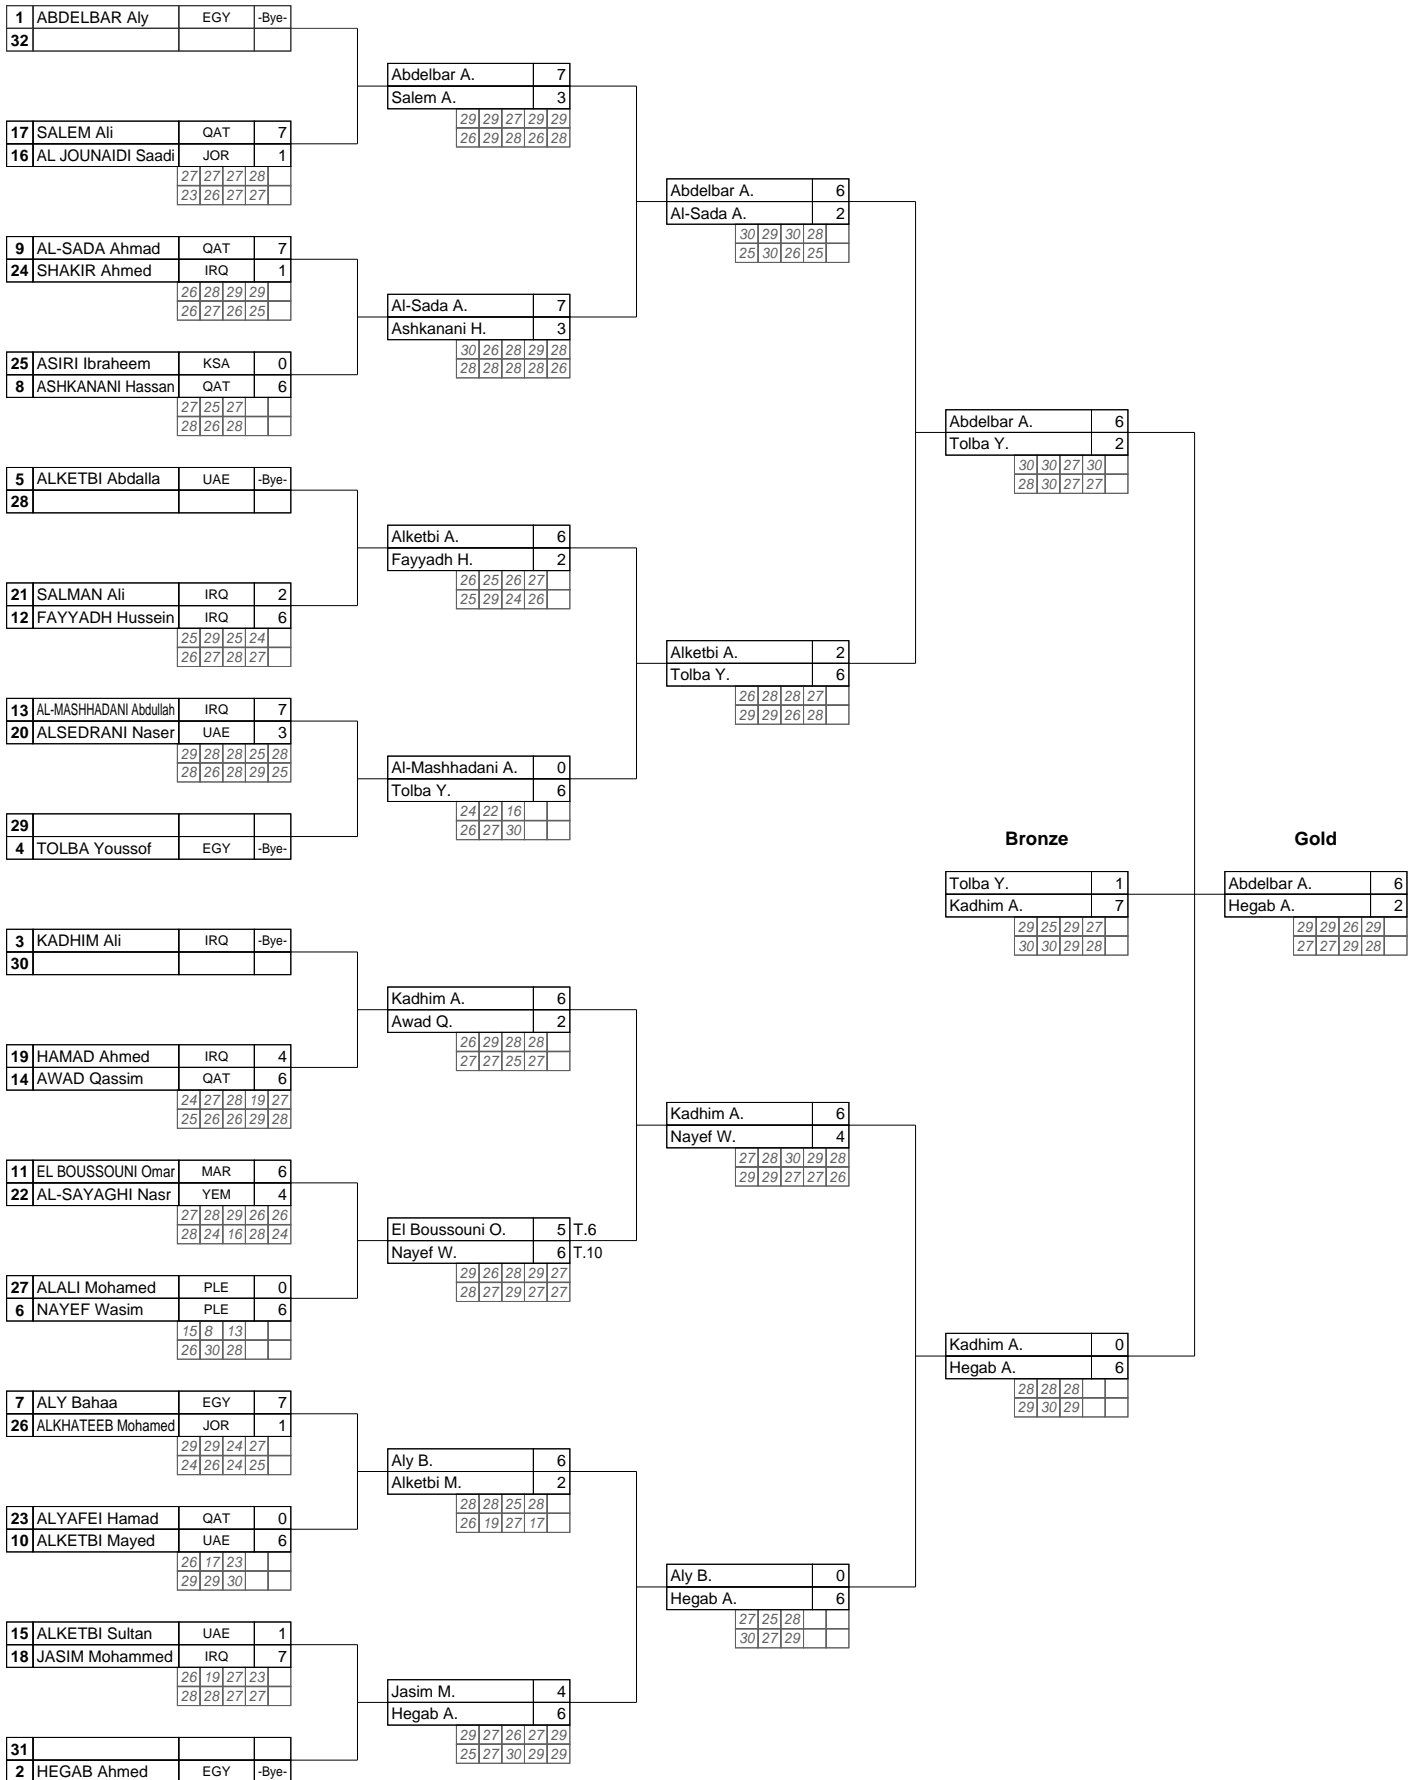 1 ABDELBAR Aly EGY -Bye-
32
Abdelbar A. 7
Salem A. 3
29 29 27 29 29
26 29 28 26 28
17 SALEM Ali QAT 7
16 AL JOUNAIDI Saadi JOR 1
27 27 27 28
23 26 27 27
Abdelbar A. 6
Al-Sada A. 2
30 29 30 28
25 30 26 25
9 AL-SADA Ahmad QAT 7
24 SHAKIR Ahmed IRQ 1
26 28 29 29
26 27 26 25
Al-Sada A. 7
Ashkanani H. 3
30 26 28 29 28
28 28 28 28 26
25 ASIRI Ibraheem KSA 0
8 ASHKANANI Hassan QAT 6
27 25 27
28 26 28
Abdelbar A. 6
Tolba Y. 2
30 30 27 30
28 30 27 27
5 ALKETBI Abdalla UAE -Bye-
28
Alketbi A. 6
Fayyadh H. 2
26 25 26 27
25 29 24 26
21 SALMAN Ali IRQ 2
12 FAYYADH Hussein IRQ 6
25 29 25 24
26 27 28 27
Alketbi A. 2
Tolba Y. 6
26 28 28 27
29 29 26 28
13 AL-MASHHADANI Abdullah IRQ 7
20 ALSEDRANI Naser UAE 3
29 28 28 25 28
28 26 28 29 25
Al-Mashhadani A. 0
Tolba Y. 6
24 22 16
26 27 30
29
4 TOLBA Youssof EGY -Bye-
Bronze Gold
Tolba Y. 1
Kadhim A. 7
29 25 29 27
30 30 29 28
Abdelbar A. 6
Hegab A. 2
29 29 26 29
27 27 29 28
3 KADHIM Ali IRQ -Bye-
30
Kadhim A. 6
Awad Q. 2
26 29 28 28
27 27 25 27
19 HAMAD Ahmed IRQ 4
14 AWAD Qassim QAT 6
24 27 28 19 27
25 26 26 29 28
Kadhim A. 6
Nayef W. 4
27 28 30 29 28
29 29 27 27 26
11 EL BOUSSOUNI Omar MAR 6
22 AL-SAYAGHI Nasr YEM 4
27 28 29 26 26
28 24 16 28 24
El Boussouni O. 5 T.6
Nayef W. 6 T.10
29 26 28 29 27
28 27 29 27 27
27 ALALI Mohamed PLE 0
6 NAYEF Wasim PLE 6
15 8 13
26 30 28
Kadhim A. 0
Hegab A. 6
28 28 28
29 30 29
7 ALY Bahaa EGY 7
26 ALKHATEEB Mohamed JOR 1
29 29 24 27
24 26 24 25
Aly B. 6
Alketbi M. 2
28 28 25 28
26 19 27 17
23 ALYAFEI Hamad QAT 0
10 ALKETBI Mayed UAE 6
26 17 23
29 29 30
Aly B. 0
Hegab A. 6
27 25 28
30 27 29
15 ALKETBI Sultan UAE 1
18 JASIM Mohammed IRQ 7
26 19 27 23
28 28 27 27
Jasim M. 4
Hegab A. 6
29 27 26 27 29
25 27 30 29 29
31
2 HEGAB Ahmed EGY -Bye-